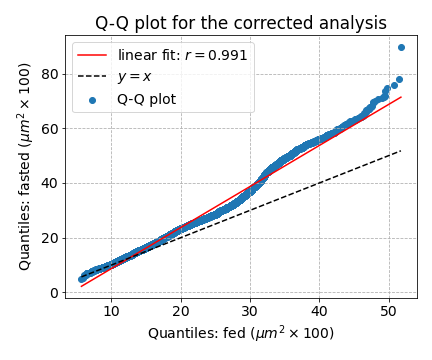 Q-Q plot for the corrected analysis
linear fit: r = 0.991
y = x
Q-Q plot
Quantiles: fasted (μm² × 100)
80
60
40
20
0
10
20
30
40
50
Quantiles: fed (μm² × 100)